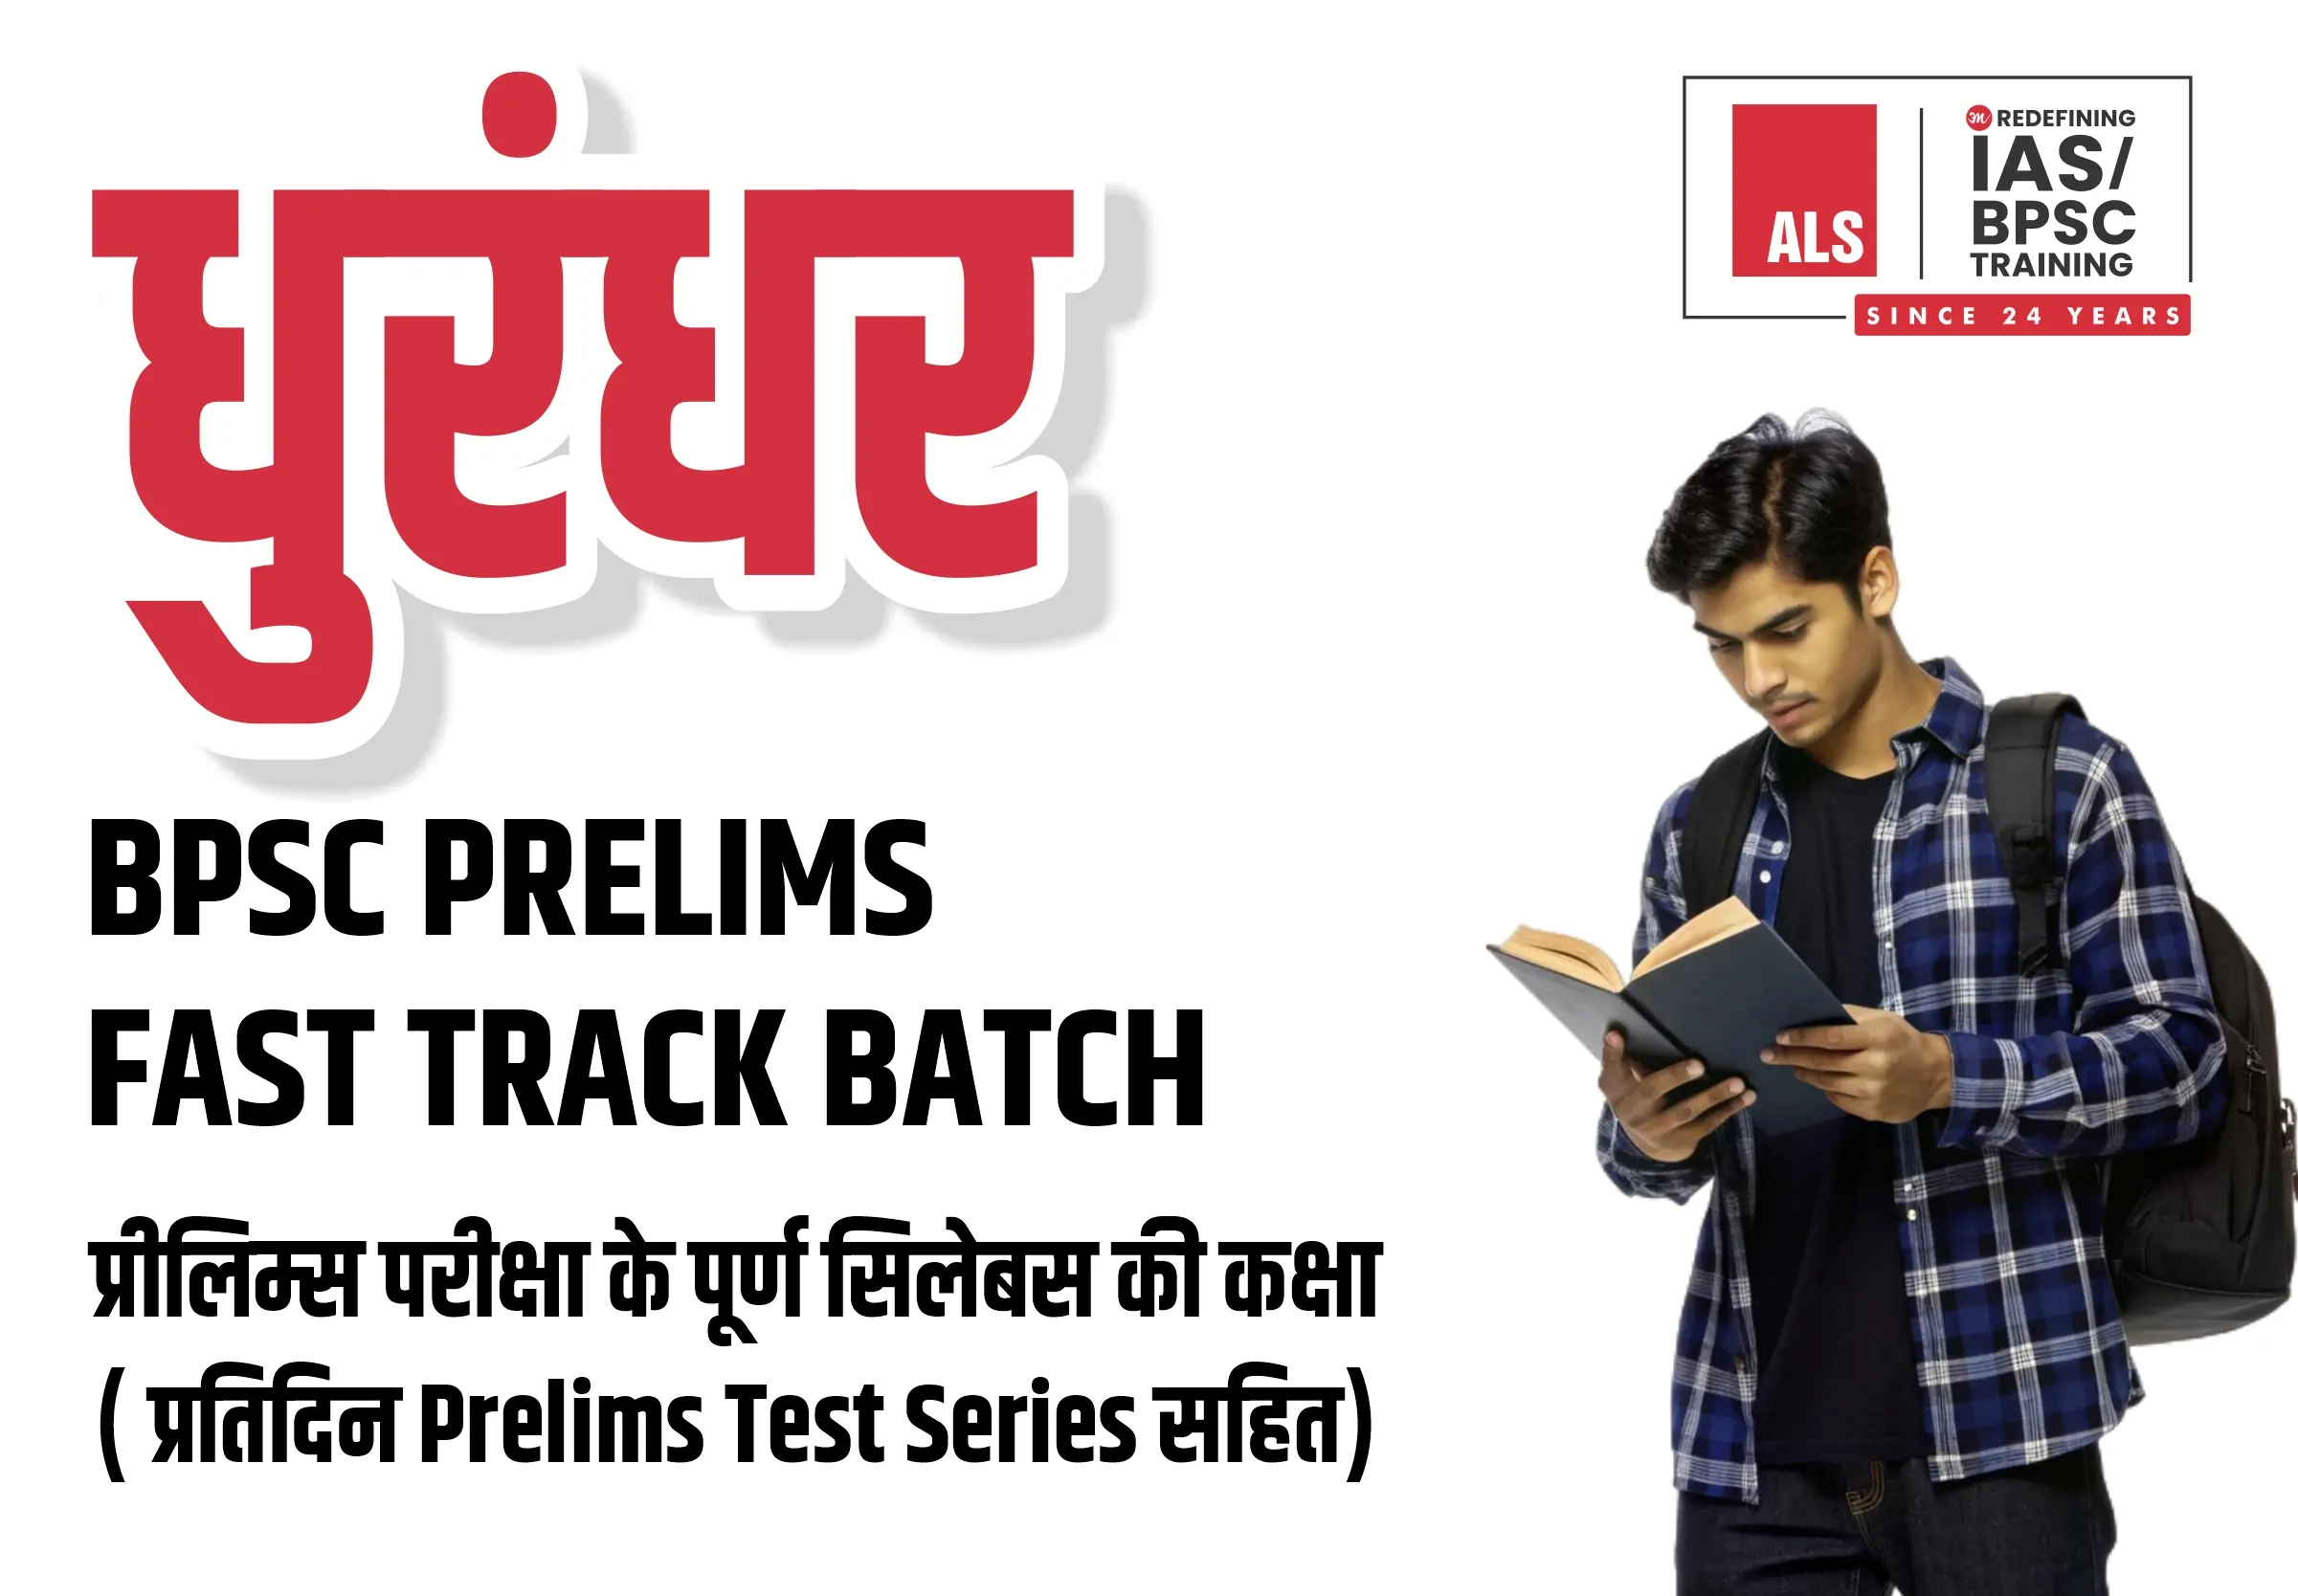 धुरंधर
ALS
REDEFINING
IAS/
BPSC
TRAINING
SINCE 24 YEARS
BPSC PRELIMS
FAST TRACK BATCH
प्रीलिम्स परीक्षा के पूर्ण सिलेबस की कक्षा
( प्रतिदिन Prelims Test Series सहित)